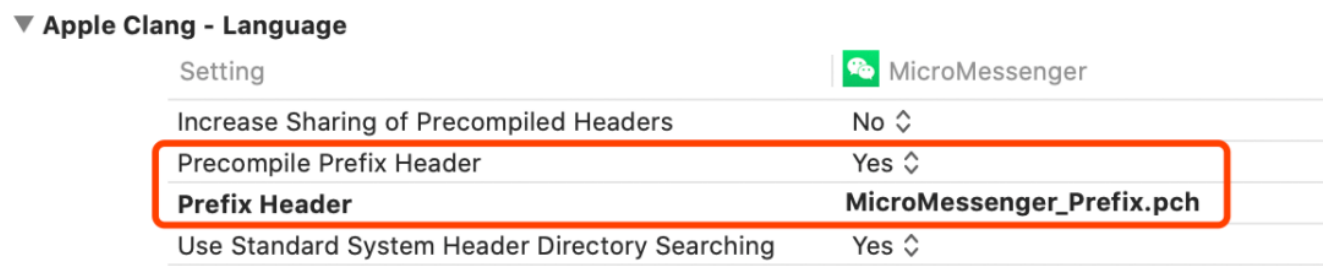 Apple Clang - Language
Setting MicroMessenger
Increase Sharing of Precompiled Headers No
Precompile Prefix Header Yes
Prefix Header MicroMessenger_Prefix.pch
Use Standard System Header Directory Searching Yes